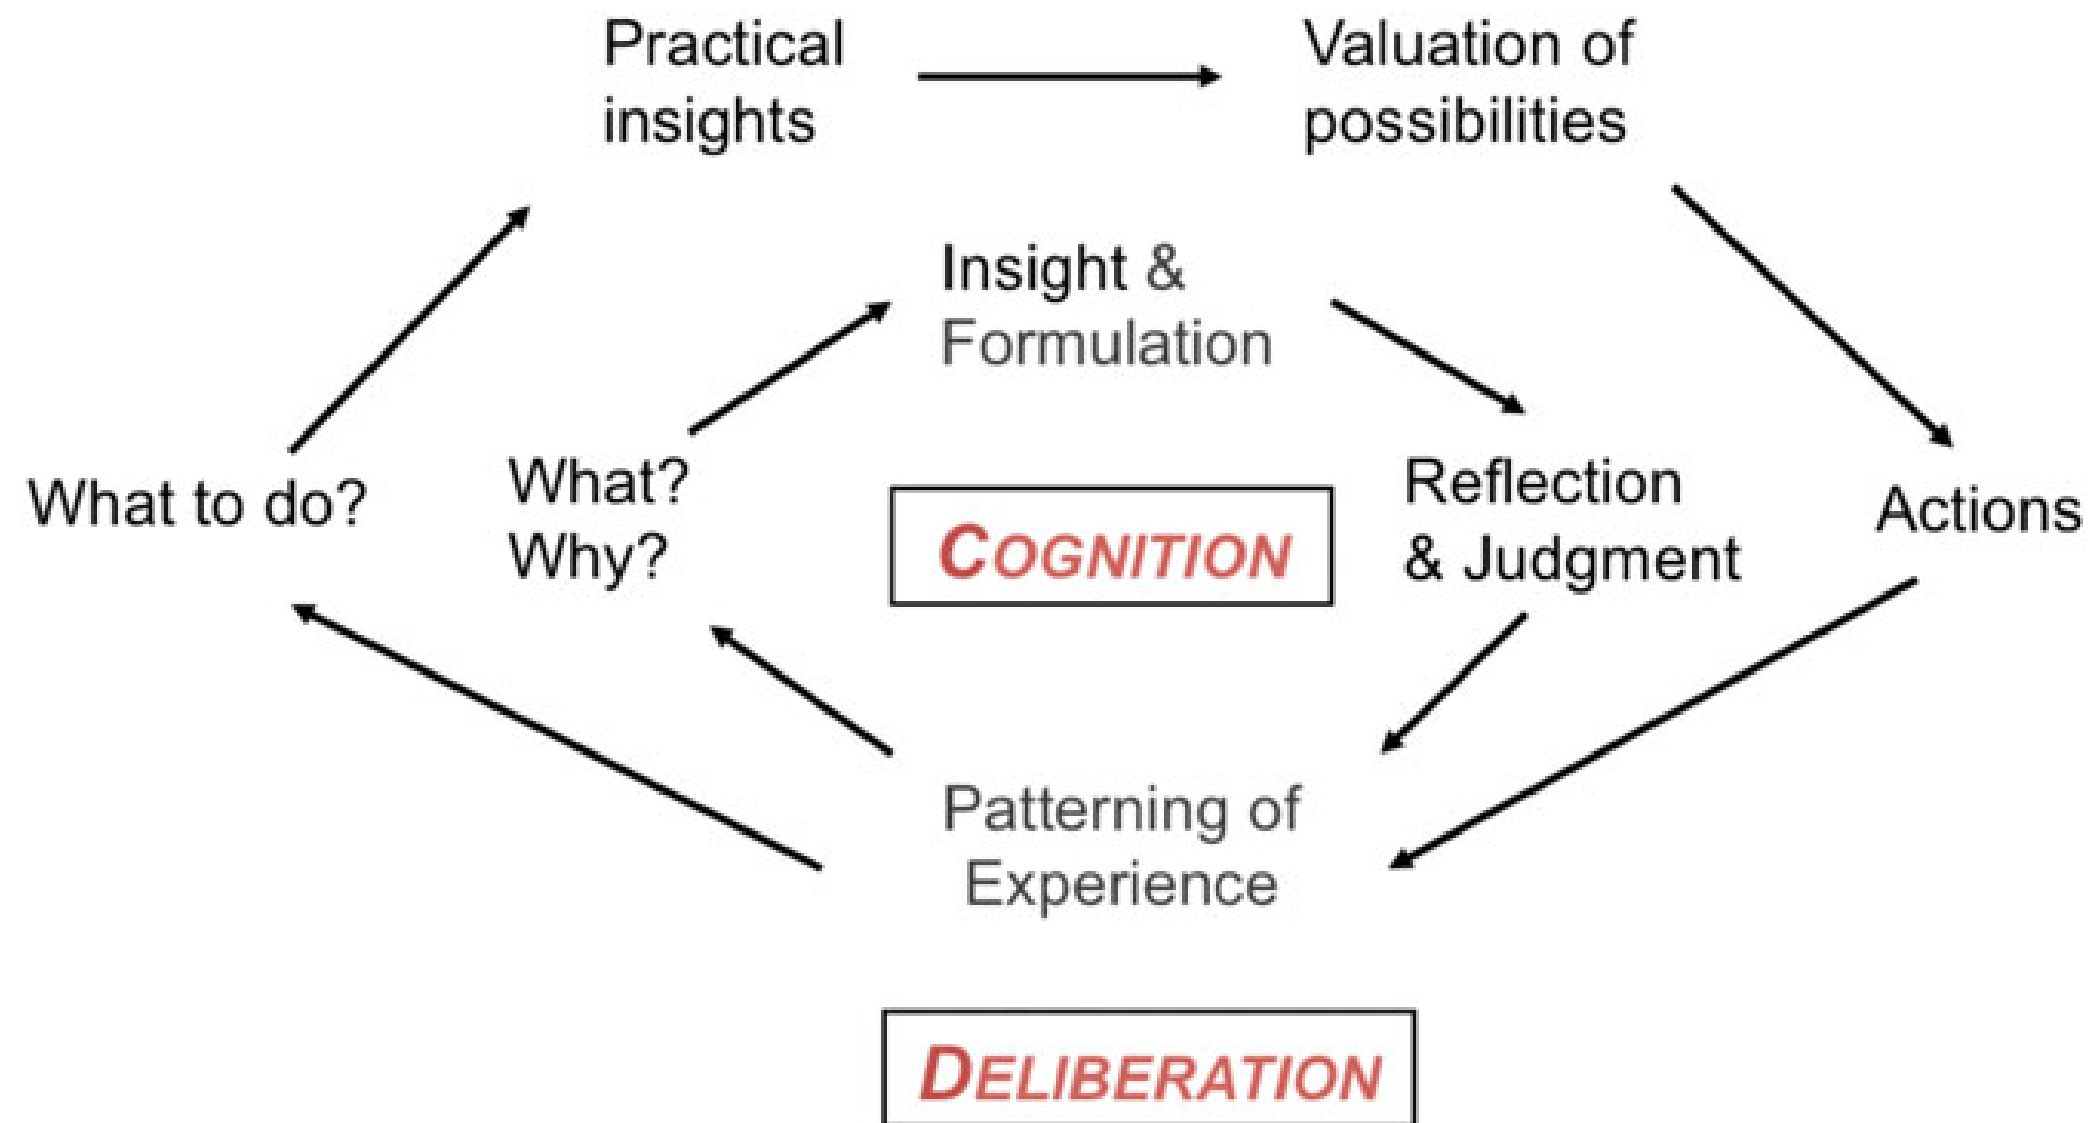 Practical
insights
Valuation of
possibilities
Insight &
Formulation
What to do?
What?
Why?
COGNITION
Reflection
& Judgment
Actions
Patterning of
Experience
DELIBERATION